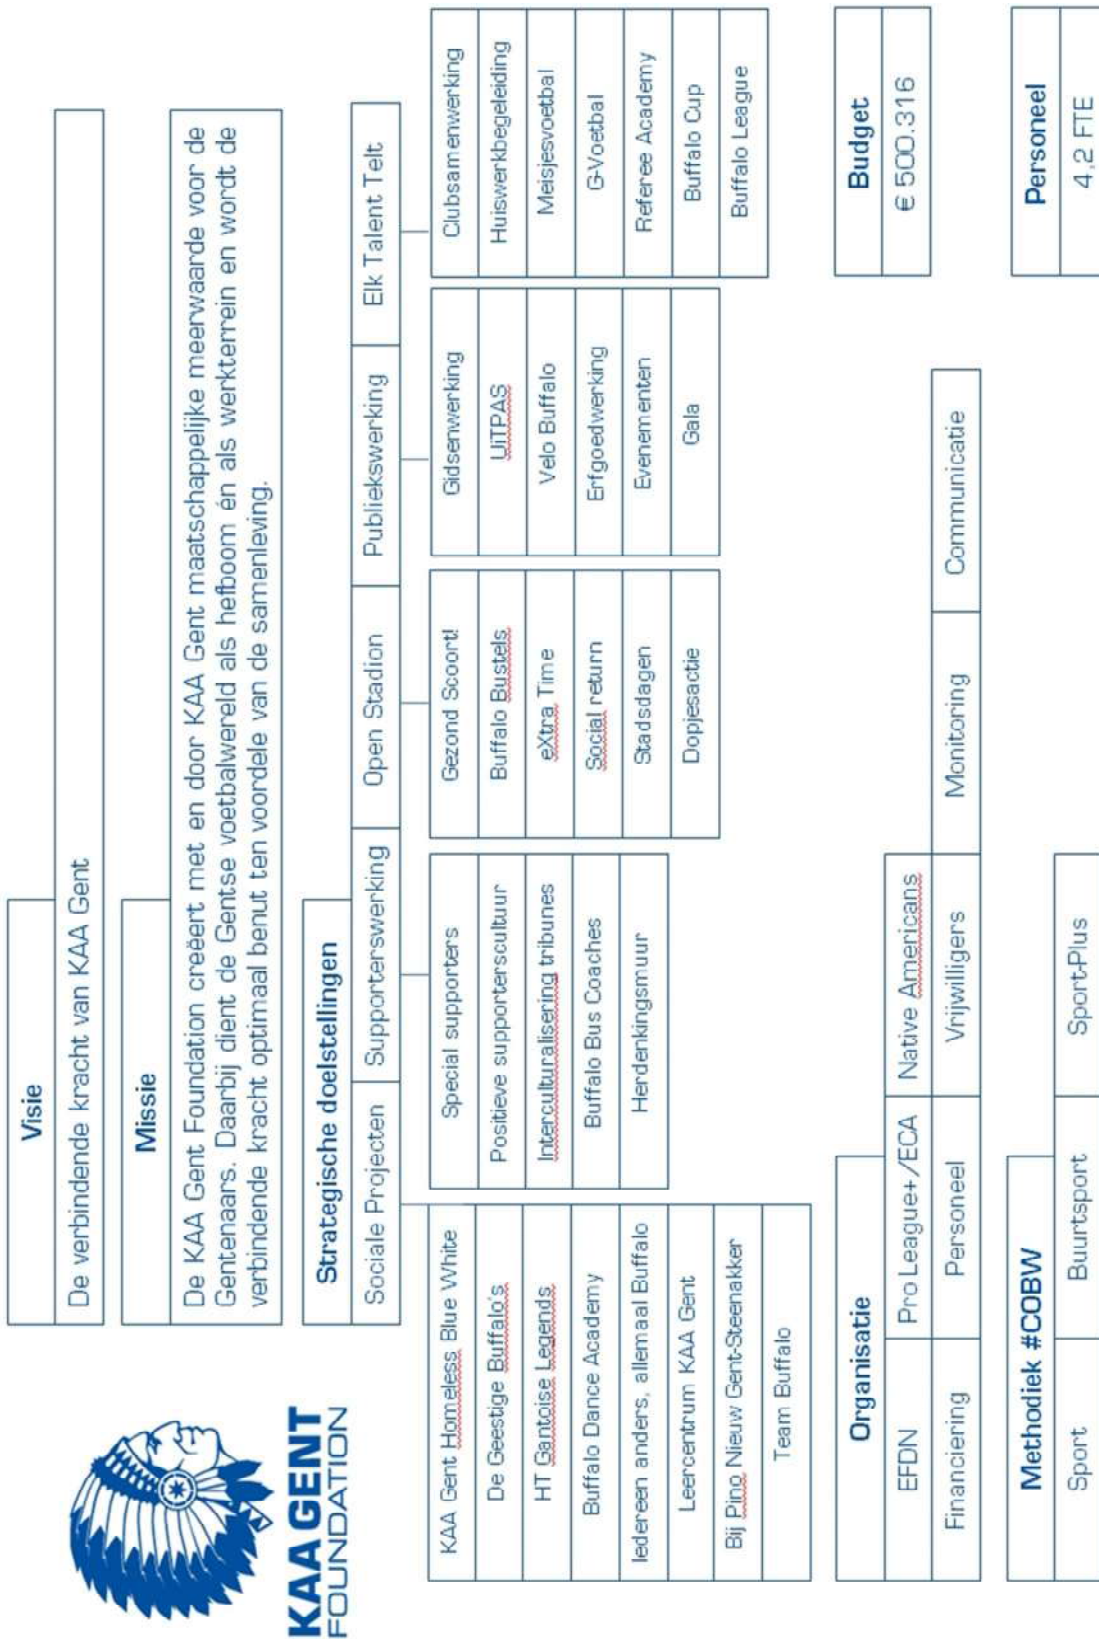 KAA GENT
FOUNDATION
Visie
De verbindende kracht van KAA Gent
Missie
De KAA Gent Foundation creëert met en door KAA Gent maatschappelijke meerwaarde voor de
Gentenaars. Daarbij dient de Gentse voetbalwereld als hefboom én als werkterrein en wordt de
verbindende kracht optimaal benut ten voordele van de samenleving.
Strategische doelstellingen
Sociale Projecten
Supporterswerking
Open Stadion
Publiekswerking
Elk Talent Telt
KAA Gent Homeless Blue White
De Geestige Buffalo's
HT Gantoise Legends
Buffalo Dance Academy
Iedereen anders, allemaal Buffalo
Leercentrum KAA Gent
Bij Pino Nieuw Gent-Steenakker
Team Buffalo
Special supporters
Positieve supporterscultuur
Interculturalisering tribunes
Buffalo Bus Coaches
Herdenkingsmuur
Gezond Scoort!
Buffalo Bustels
eXtra Time
Social return
Stadsdagen
Dopjesactie
Gidsenwerking
UiTPAS
Velo Buffalo
Erfgoedwerking
Evenementen
Gala
Clubsamenwerking
Huiswerkbegeleiding
Meisjesvoetbal
G-Voetbal
Referee Academy
Buffalo Cup
Buffalo League
Organisatie
EFDN
Pro League+/ECA
Native Americans
Financiering
Personeel
Vrijwilligers
Monitoring
Communicatie
Budget
€ 500.316
Methodiek #COBW
Sport
Buurtsport
Sport-Plus
Personeel
4,2 FTE